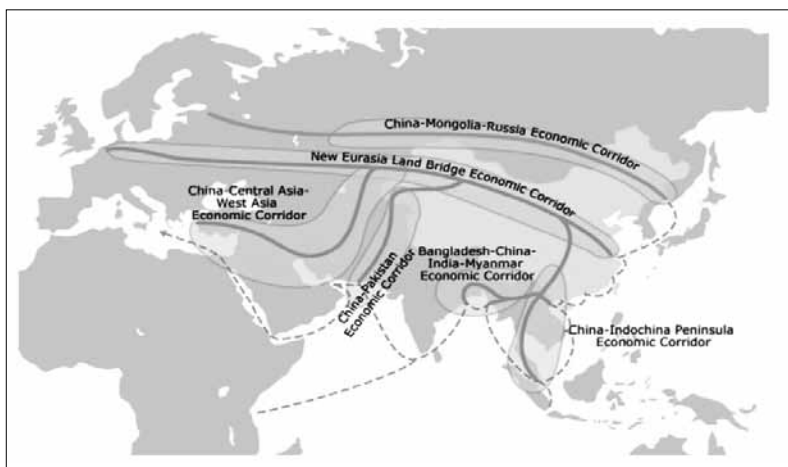 China-Mongolia-Russia Economic Corridor
New Eurasia Land Bridge Economic Corridor
China-Central Asia-
West Asia
Economic Corridor
China-Pakistan
Economic Corridor
Bangladesh-China-
India-Myanmar
Economic Corridor
China-Indochina Peninsula
Economic Corridor